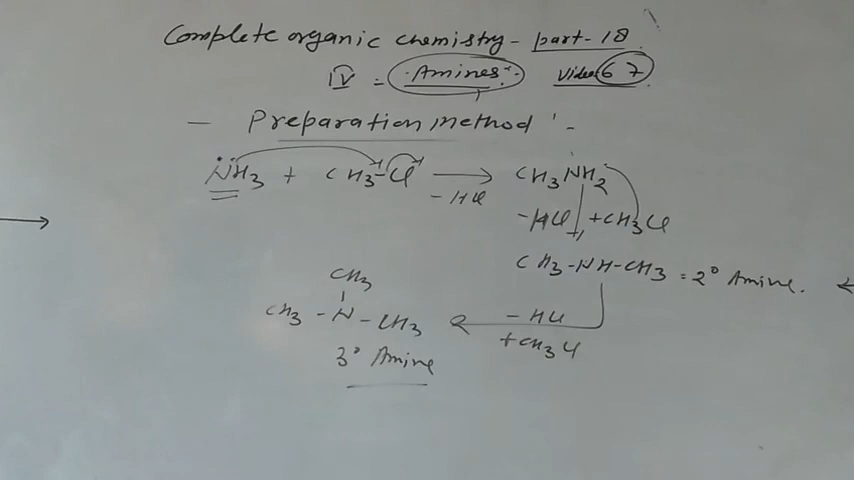 Complete organic chemistry - part - 18
IV = Amines Video 67
- Preparation method '-
NH3 + CH3-Cl → CH3NH2
- HCl
-HCl +CH3Cl
CH3-NH-CH3 = 2° Amine.
CH3
CH3 - N - CH3
- HCl
+CH3Cl
3° Amine